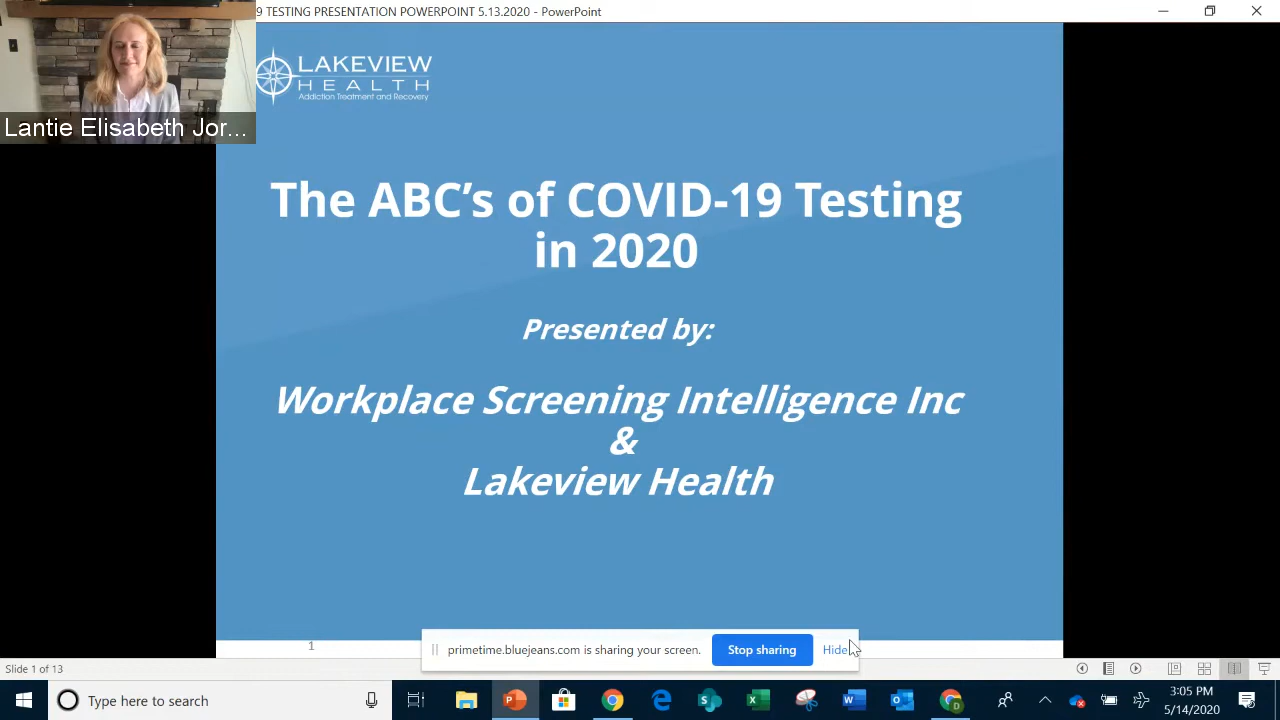 9 TESTING PRESENTATION POWERPOINT 5.13.2020 - PowerPoint
LAKEVIEW
HEALTH
Addiction Treatment and Recovery
Lantie Elisabeth Jor...
The ABC’s of COVID-19 Testing
in 2020
Presented by:
Workplace Screening Intelligence Inc
&
Lakeview Health
1
primetime.bluejeans.com is sharing your screen.
Stop sharing
Hide
Slide 1 of 13
Type here to search
3:05 PM
5/14/2020